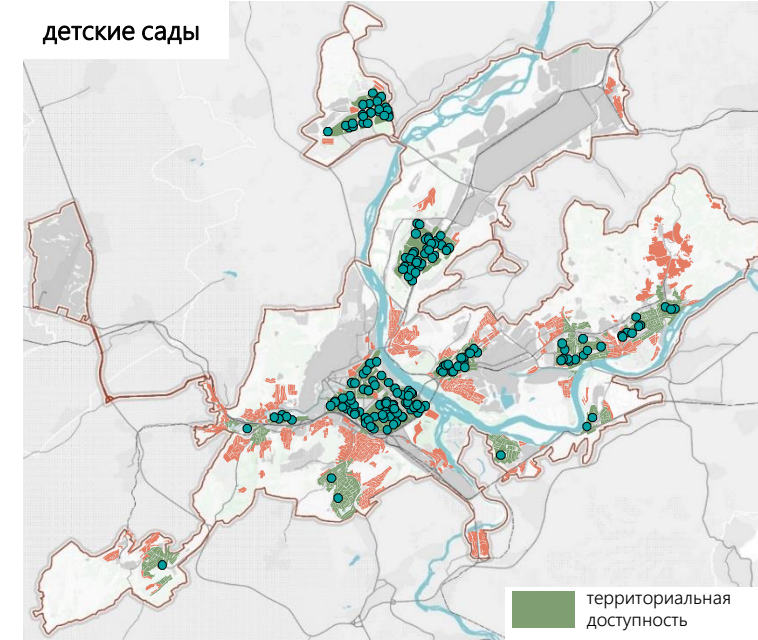 детские сады
территориальная
доступность